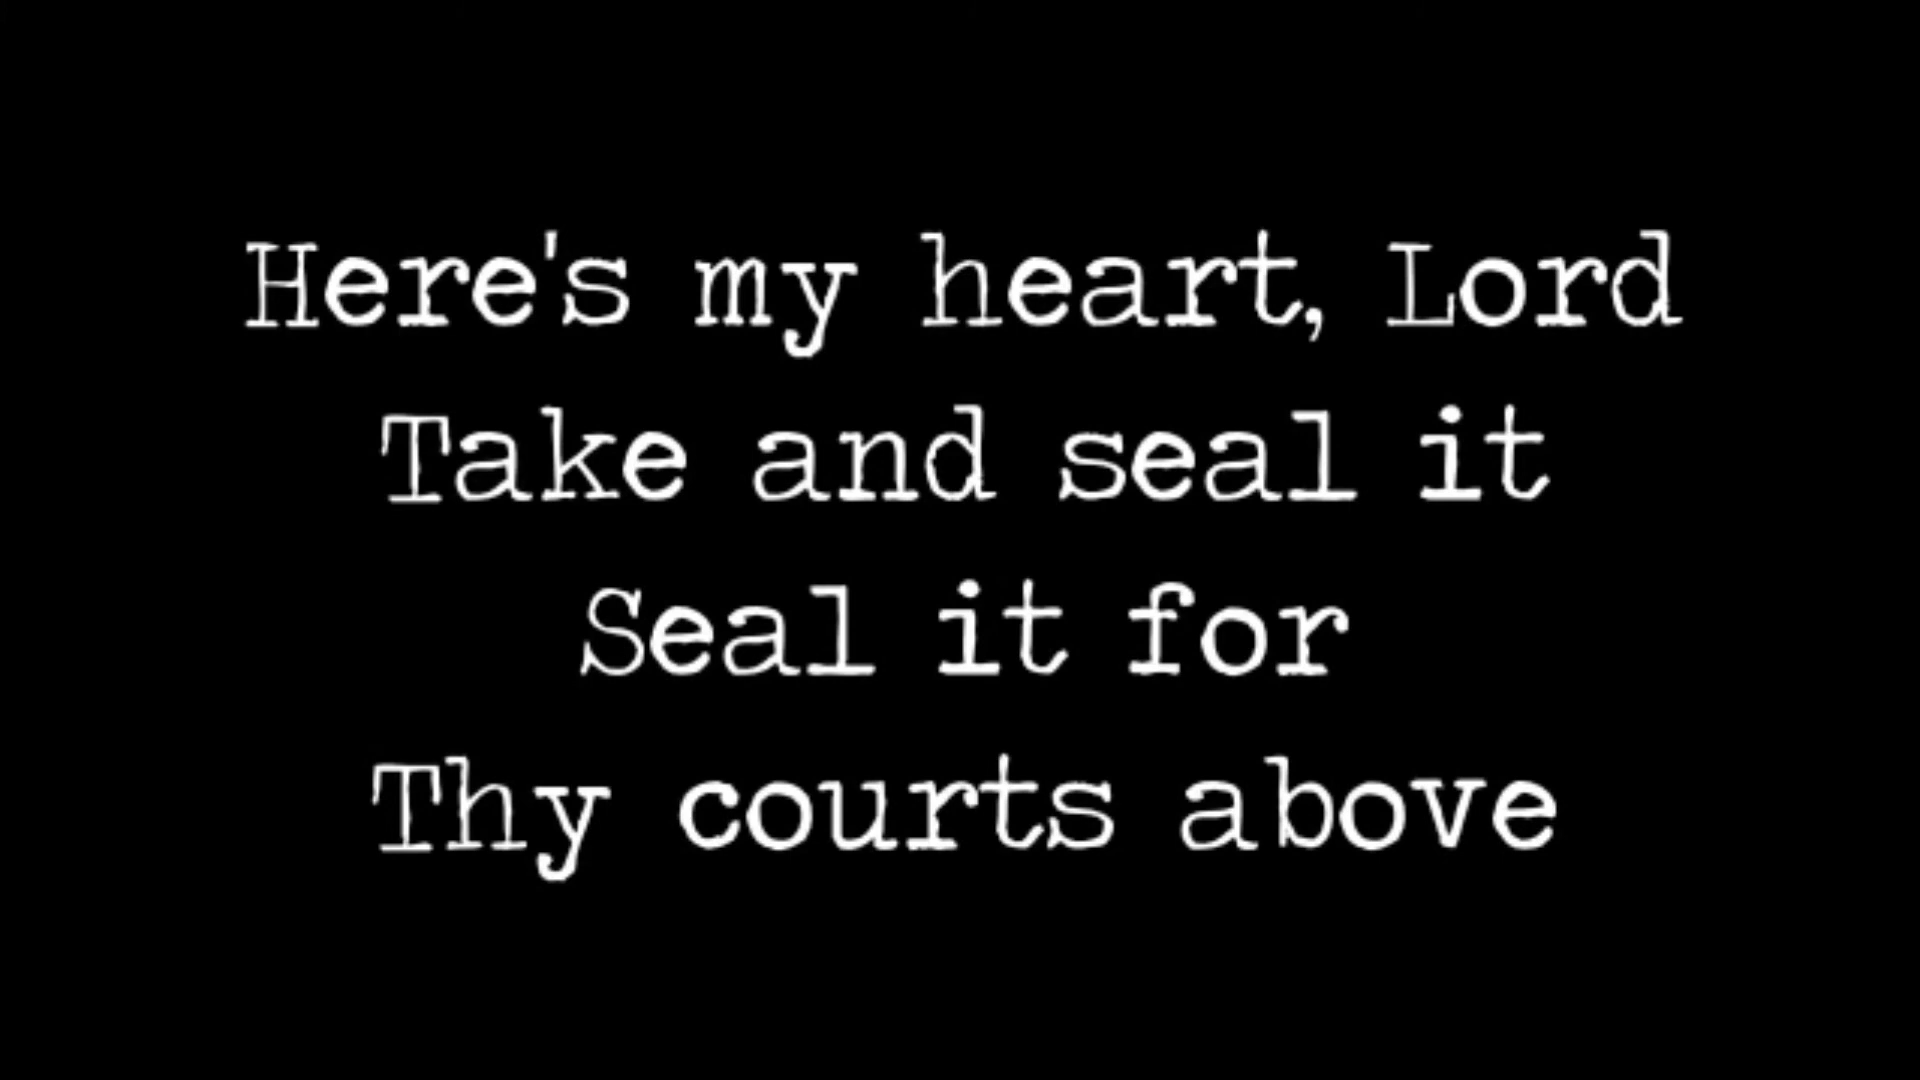 Here's my heart, Lord
Take and seal it
Seal it for
Thy courts above